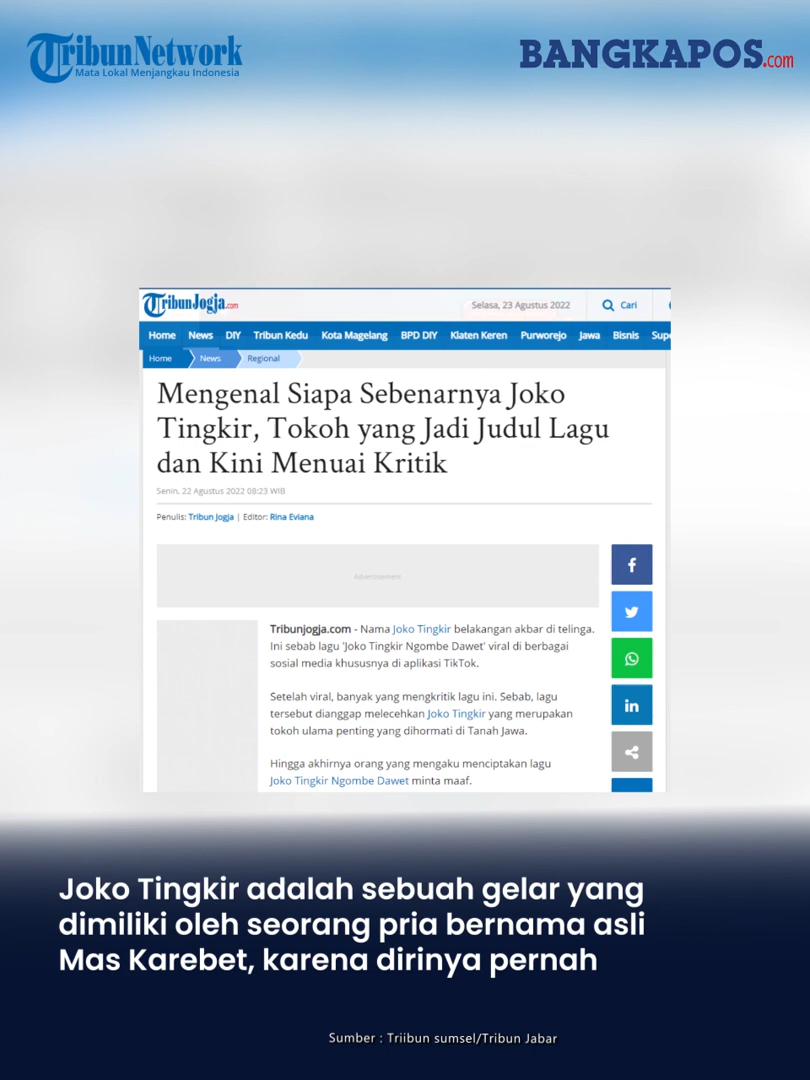 TribunNetwork
Mata Lokal Menjangkau Indonesia
BANGKAPOS.com
TribunJogja.com
Selasa, 23 Agustus 2022
Cari
Home News DIY Tribun Kedu Kota Magelang BPD DIY Klaten Keren Purworejo Jawa Bisnis Supe
Home News Regional
Mengenal Siapa Sebenarnya Joko
Tingkir, Tokoh yang Jadi Judul Lagu
dan Kini Menuai Kritik
Senin, 22 Agustus 2022 08:23 WIB
Penulis: Tribun Jogja | Editor: Rina Eviana
Advertisement
Tribunjogja.com - Nama Joko Tingkir belakangan akbar di telinga.
Ini sebab lagu 'Joko Tingkir Ngombe Dawet' viral di berbagai
sosial media khususnya di aplikasi TikTok.
Setelah viral, banyak yang mengkritik lagu ini. Sebab, lagu
tersebut dianggap melecehkan Joko Tingkir yang merupakan
tokoh ulama penting yang dihormati di Tanah Jawa.
Hingga akhirnya orang yang mengaku menciptakan lagu
Joko Tingkir Ngombe Dawet minta maaf.
Joko Tingkir adalah sebuah gelar yang
dimiliki oleh seorang pria bernama asli
Mas Karebet, karena dirinya pernah
Sumber : Triibun sumsel/Tribun Jabar